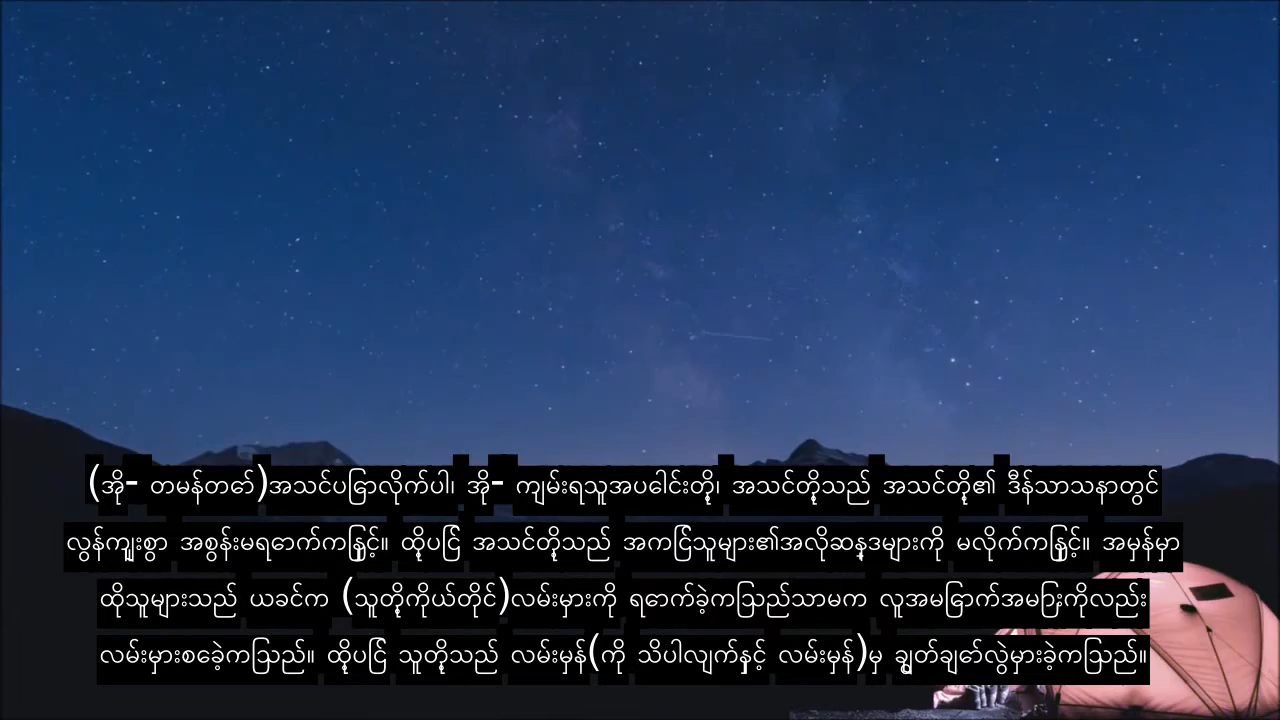 (အို- တမန်တော်)အသင်ပြောလိုက်ပါ၊ အို- ကျမ်းရသူအပေါင်းတို့၊ အသင်တို့သည် အသင်တို့၏ ဒီန်သာသနာတွင်
လွန်ကျူးစွာ အစွန်းမရောက်ကြနှင့်။ ထို့ပြင် အသင်တို့သည် အကြင်သူများ၏အလိုဆန္ဒများကို မလိုက်ကြနှင့်။ အမှန်မှာ
ထိုသူများသည် ယခင်က (သူတို့ကိုယ်တိုင်)လမ်းမှားကို ရောက်ခဲ့ကြသည်သာမက လူအမြောက်အမြားကိုလည်း
လမ်းမှားစေခဲ့ကြသည်။ ထို့ပြင် သူတို့သည် လမ်းမှန်(ကို သိပါလျက်နှင့် လမ်းမှန်)မှ ချွတ်ချော်လွဲမှားခဲ့ကြသည်။